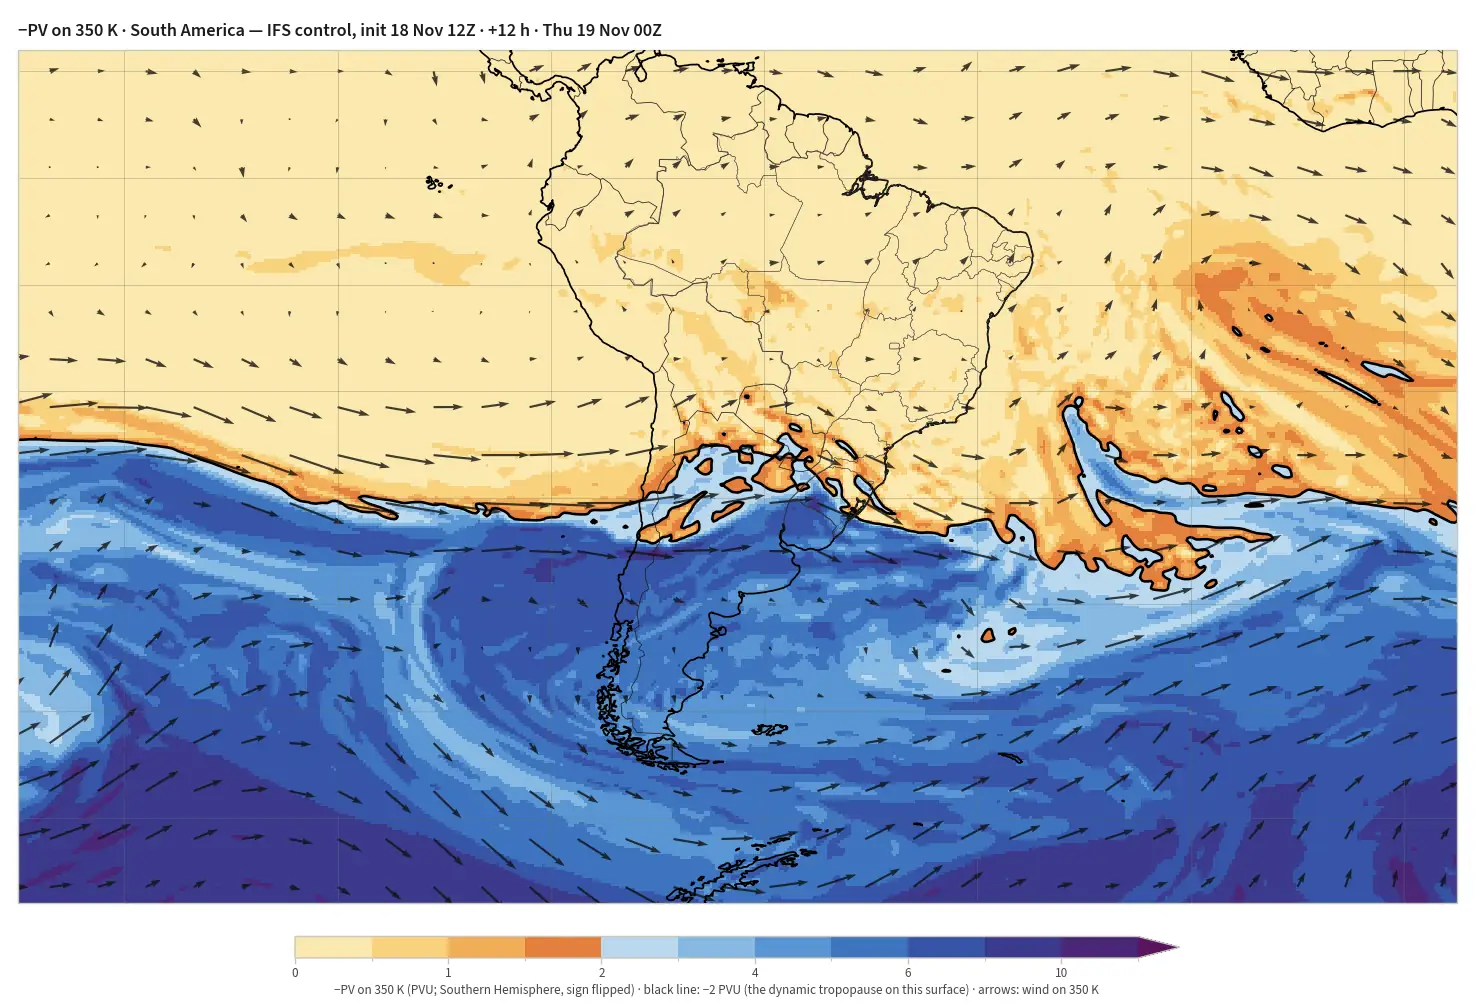 −PV on 350 K · South America — IFS control, init 18 Nov 12Z · +12 h · Thu 19 Nov 00Z
0 1 2 4 6 10
−PV on 350 K (PVU; Southern Hemisphere, sign flipped) · black line: −2 PVU (the dynamic tropopause on this surface) · arrows: wind on 350 K